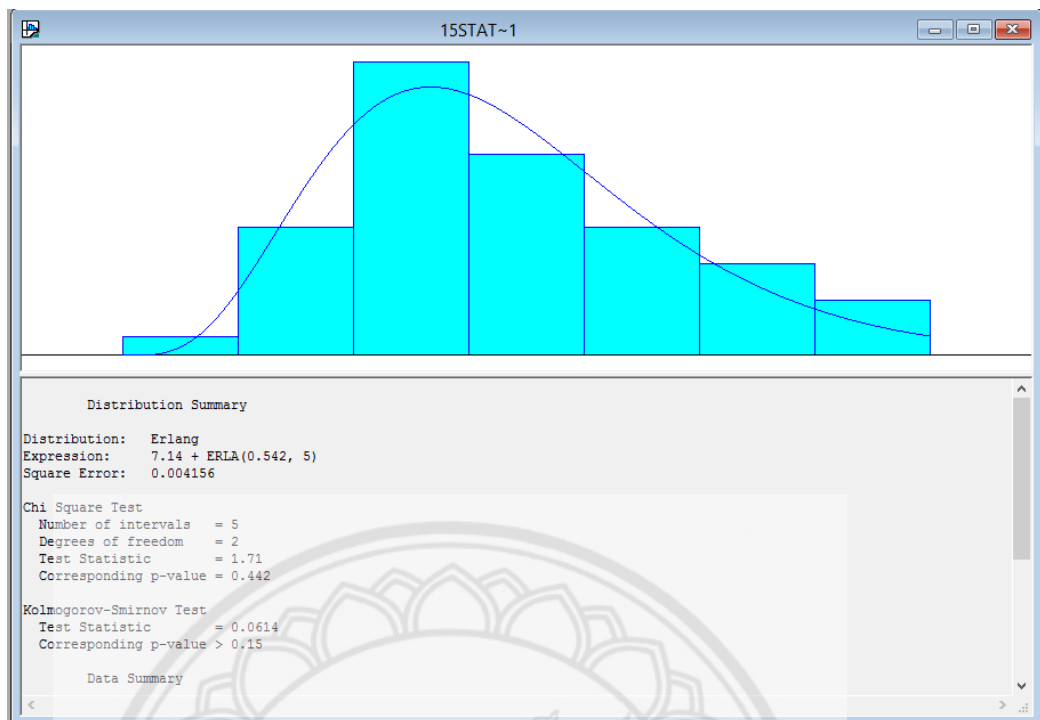 15STAT~1
Distribution Summary
Distribution: Erlang
Expression: 7.14 + ERLA(0.542, 5)
Square Error: 0.004156
Chi Square Test
Number of intervals = 5
Degrees of freedom = 2
Test Statistic = 1.71
Corresponding p-value = 0.442
Kolmogorov-Smirnov Test
Test Statistic = 0.0614
Corresponding p-value > 0.15
Data Summary